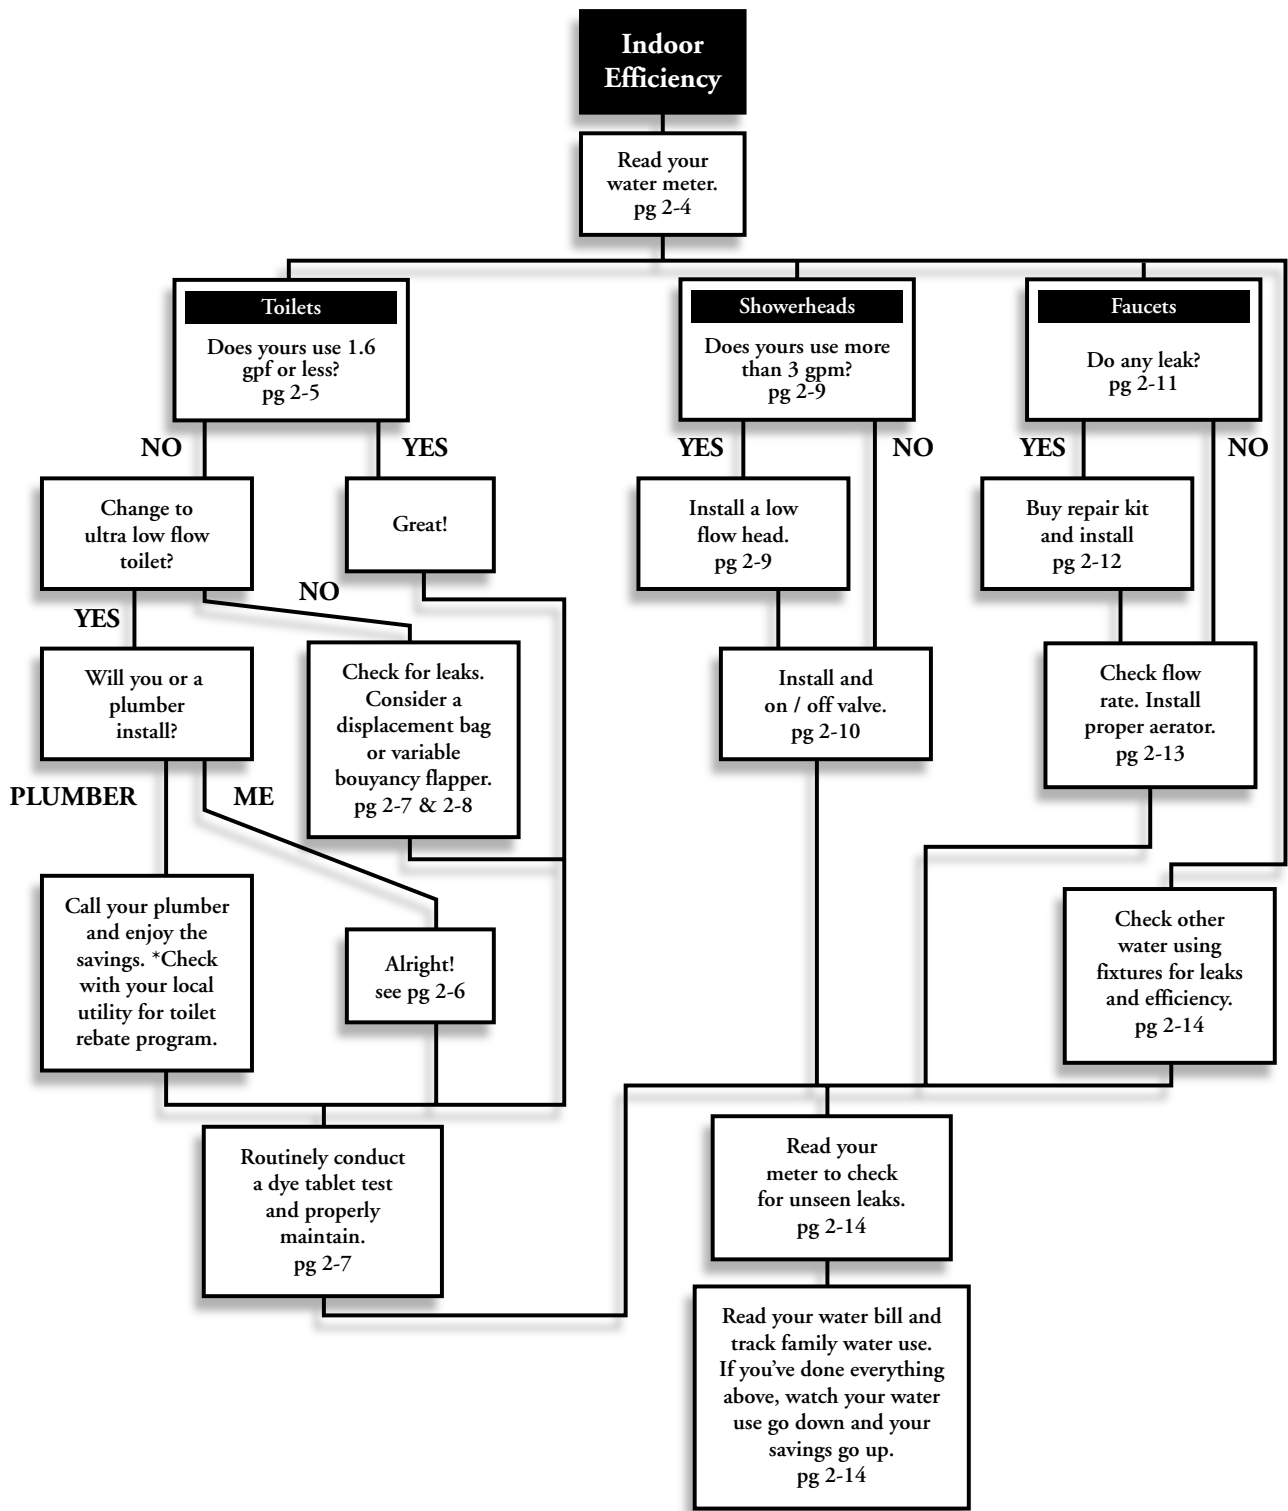 Indoor
Efficiency
Read your
water meter.
pg 2-4
Toilets
Does yours use 1.6
gpf or less?
pg 2-5
Showerheads
Does yours use more
than 3 gpm?
pg 2-9
Faucets
Do any leak?
pg 2-11
NO
YES
YES
NO
YES
NO
Change to
ultra low flow
toilet?
Great!
Install a low
flow head.
pg 2-9
Buy repair kit
and install
pg 2-12
YES
NO
Will you or a
plumber
install?
Check for leaks.
Consider a
displacement bag
or variable
bouyancy flapper.
pg 2-7 & 2-8
Install and
on / off valve.
pg 2-10
Check flow
rate. Install
proper aerator.
pg 2-13
PLUMBER
ME
Call your plumber
and enjoy the
savings. *Check
with your local
utility for toilet
rebate program.
Alright!
see pg 2-6
Check other
water using
fixtures for leaks
and efficiency.
pg 2-14
Routinely conduct
a dye tablet test
and properly
maintain.
pg 2-7
Read your
meter to check
for unseen leaks.
pg 2-14
Read your water bill and
track family water use.
If you've done everything
above, watch your water
use go down and your
savings go up.
pg 2-14